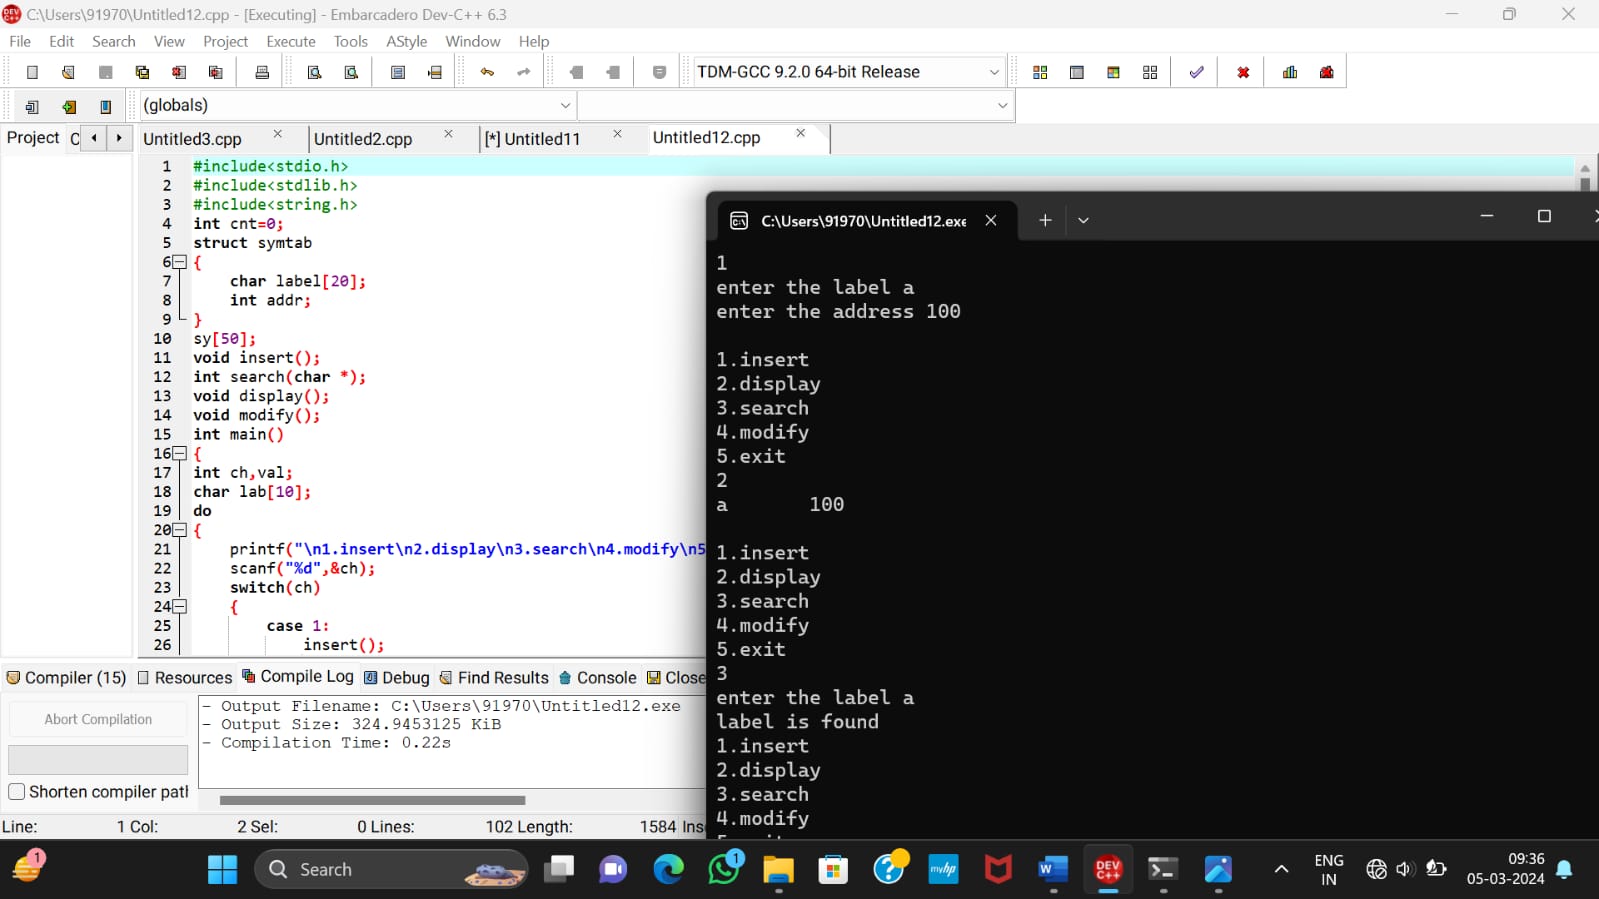 C:\Users\91970\Untitled12.cpp - [Executing] - Embarcadero Dev-C++ 6.3
File Edit Search View Project Execute Tools AStyle Window Help
TDM-GCC 9.2.0 64-bit Release
(globals)
Project
Untitled3.cpp Untitled2.cpp [*] Untitled11 Untitled12.cpp
1 #include<stdio.h>
2 #include<stdlib.h>
3 #include<string.h>
4 int cnt=0;
5 struct symtab
6 {
7 char label[20];
8 int addr;
9 }
10 sy[50];
11 void insert();
12 int search(char *);
13 void display();
14 void modify();
15 int main()
16 {
17 int ch,val;
18 char lab[10];
19 do
20 {
21 printf("\n1.insert\n2.display\n3.search\n4.modify\n5
22 scanf("%d",&ch);
23 switch(ch)
24 {
25 case 1:
26 insert();
C:\Users\91970\Untitled12.exe
1
enter the label a
enter the address 100
1.insert
2.display
3.search
4.modify
5.exit
2
a 100
1.insert
2.display
3.search
4.modify
5.exit
3
enter the label a
label is found
1.insert
2.display
3.search
4.modify
Compiler (15) Resources Compile Log Debug Find Results Console Close
Abort Compilation
Shorten compiler path
- Output Filename: C:\Users\91970\Untitled12.exe
- Output Size: 324.9453125 KiB
- Compilation Time: 0.22s
Line: 1 Col: 2 Sel: 0 Lines: 102 Length: 1584 Ins
1
Search
1
myhp
W
DEV C++
ENG
IN
09:36
05-03-2024